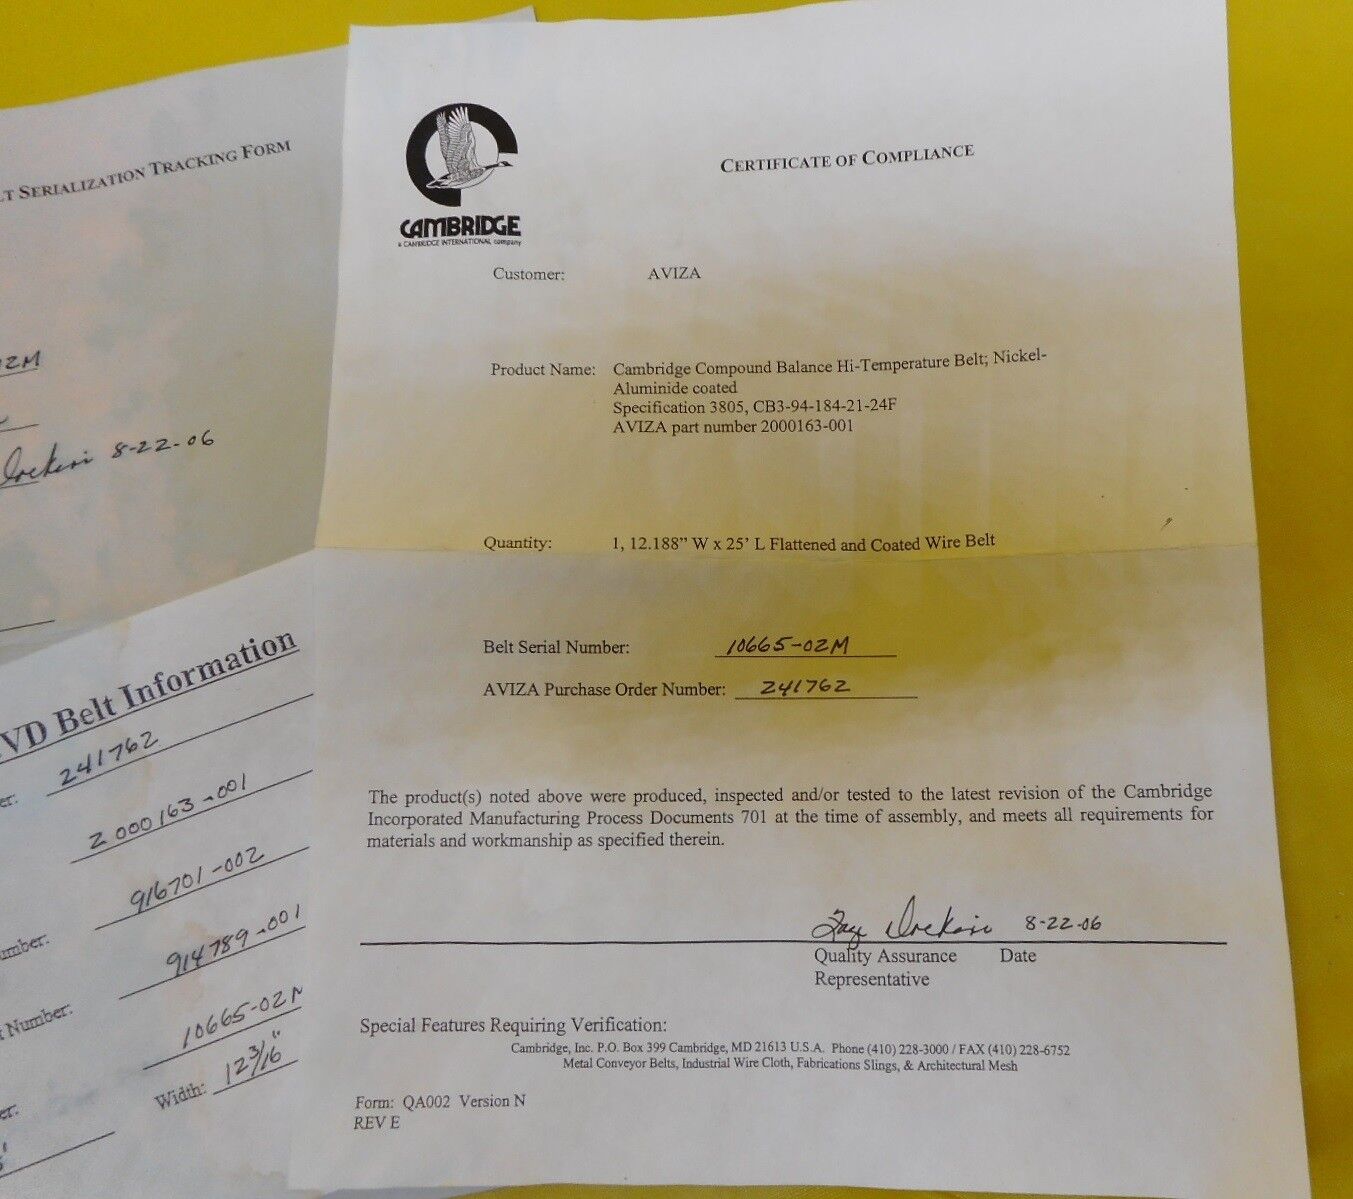 LT SERIALIZATION TRACKING FORM
02M
8-22-06
VD Belt Information
er: 241762
2000163-001
916701-002
umber: 914789-001
Number: 10665-02M
Width: 12 3/16"
er:
CAMBRIDGE
A CAMBRIDGE INTERNATIONAL company
CERTIFICATE OF COMPLIANCE
Customer: AVIZA
Product Name: Cambridge Compound Balance Hi-Temperature Belt; Nickel-
Aluminide coated
Specification 3805, CB3-94-184-21-24F
AVIZA part number 2000163-001
Quantity: 1, 12.188” W x 25’ L Flattened and Coated Wire Belt
Belt Serial Number: 10665-02M
AVIZA Purchase Order Number: 241762
The product(s) noted above were produced, inspected and/or tested to the latest revision of the Cambridge
Incorporated Manufacturing Process Documents 701 at the time of assembly, and meets all requirements for
materials and workmanship as specified therein.
8-22-06
Quality Assurance Date
Representative
Special Features Requiring Verification:
Cambridge, Inc. P.O. Box 399 Cambridge, MD 21613 U.S.A. Phone (410) 228-3000 / FAX (410) 228-6752
Metal Conveyor Belts, Industrial Wire Cloth, Fabrications Slings, & Architectural Mesh
Form: QA002 Version N
REV E